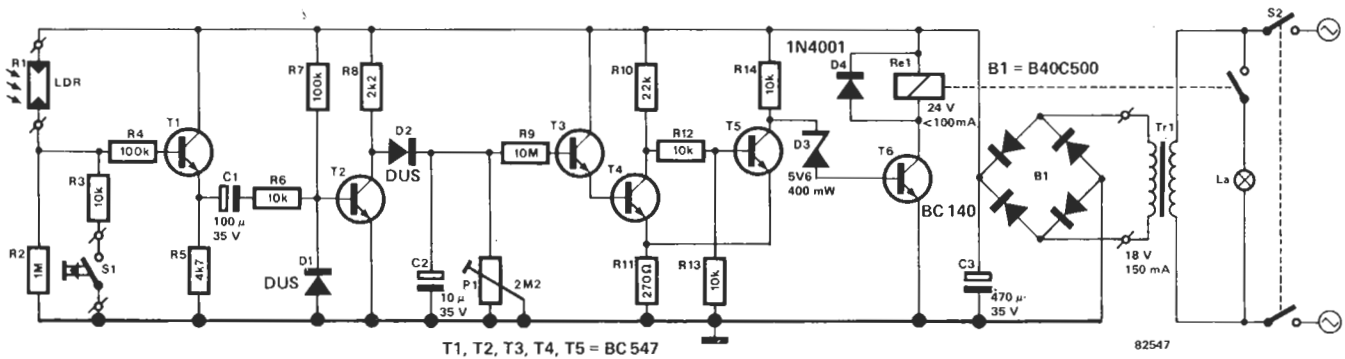 R1
LDR
R2
1M
R3
10k
S1
R4
100k
T1
C1
100 µ
35 V
R5
4k7
R6
10k
R7
100k
D1
DUS
T2
R8
2k2
D2
DUS
C2
10 µ
35 V
P1
2M2
R9
10M
T3
T4
R10
22k
R11
270Ω
R12
10k
R13
10k
T5
R14
10k
D3
5V6
400 mW
1N4001
D4
Re1
24 V
<100mA
T6
BC 140
C3
470 µ
35 V
B1 = B40C500
B1
Tr1
18 V
150 mA
La
S2
82547
T1, T2, T3, T4, T5 = BC 547